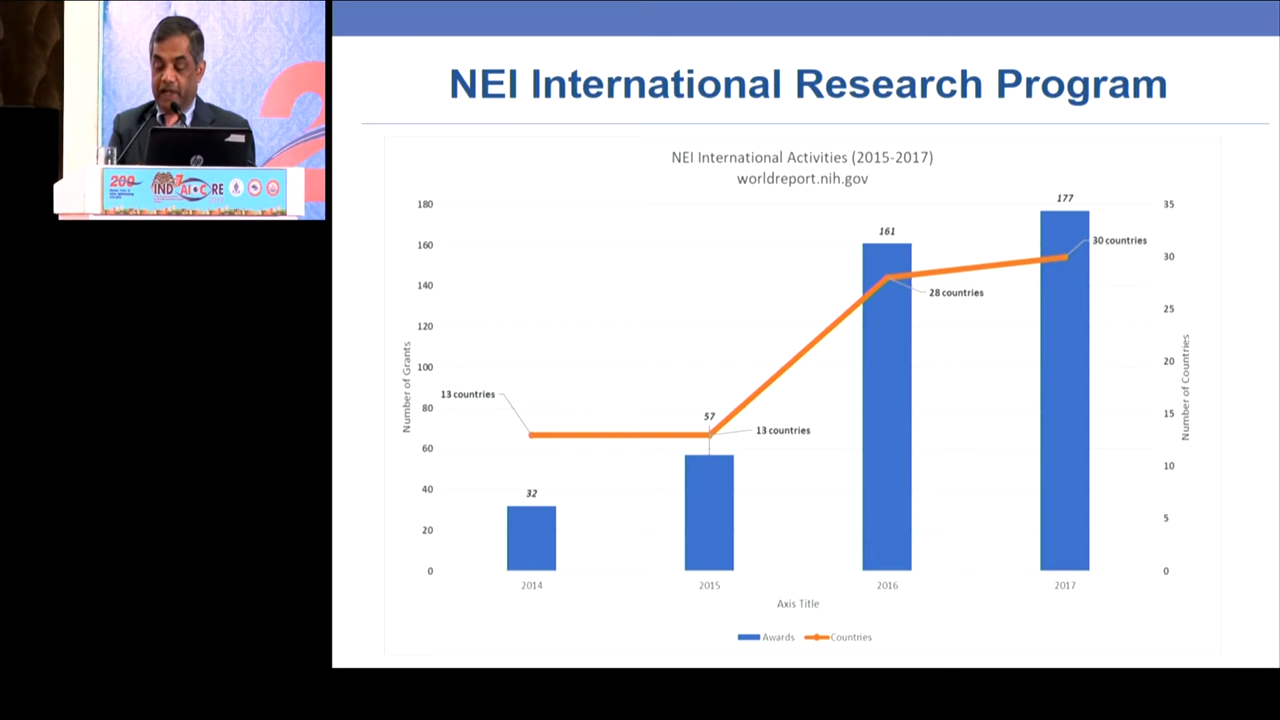 NEI International Research Program
NEI International Activities (2015-2017)
worldreport.nih.gov
180
160
140
120
100
80
60
40
20
0
Number of Grants
35
30
25
20
15
10
5
0
Number of Countries
32
57
161
177
13 countries
13 countries
28 countries
30 countries
2014
2015
2016
2017
Axis Title
Awards
Countries
200
IND AI•C RE
hp